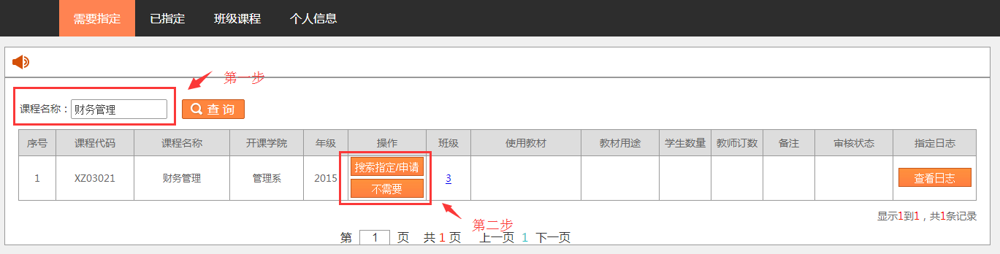 需要指定 已指定 班级课程 个人信息
第一步
课程名称： 财务管理 查 询
序号 课程代码 课程名称 开课学院 年级 操作 班级 使用教材 教材用途 学生数量 教师订数 备注 审核状态 指定日志
1 XZ03021 财务管理 管理系 2015 搜索指定/申请 3 查看日志
不需要
显示1到1，共1条记录
第二步
第 1 页 共 1 页 上一页 1 下一页